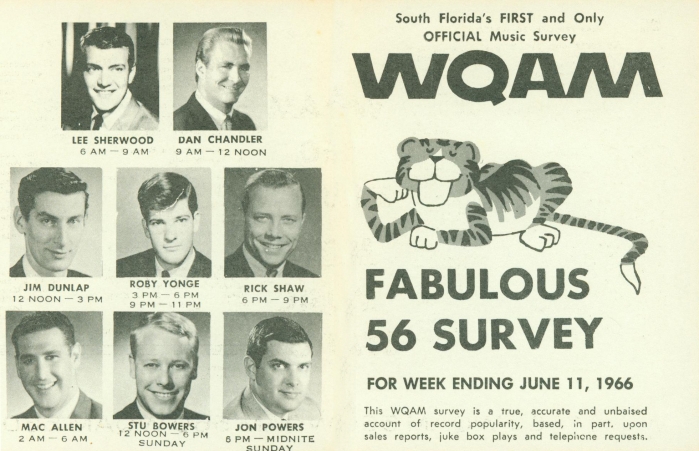 LEE SHERWOOD
6 AM — 9 AM
DAN CHANDLER
9 AM — 12 NOON
JIM DUNLAP
12 NOON — 3 PM
ROBY YONGE
3 PM — 6 PM
9 PM — 11 PM
RICK SHAW
6 PM — 9 PM
MAC ALLEN
2 AM — 6 AM
STU BOWERS
12 NOON — 6 PM
SUNDAY
JON POWERS
6 PM — MIDNITE
SUNDAY
South Florida's FIRST and Only
OFFICIAL Music Survey
WQAM
FABULOUS
56 SURVEY
FOR WEEK ENDING JUNE 11, 1966
This WQAM survey is a true, accurate and unbaised
account of record popularity, based, in part, upon
sales reports, juke box plays and telephone requests.